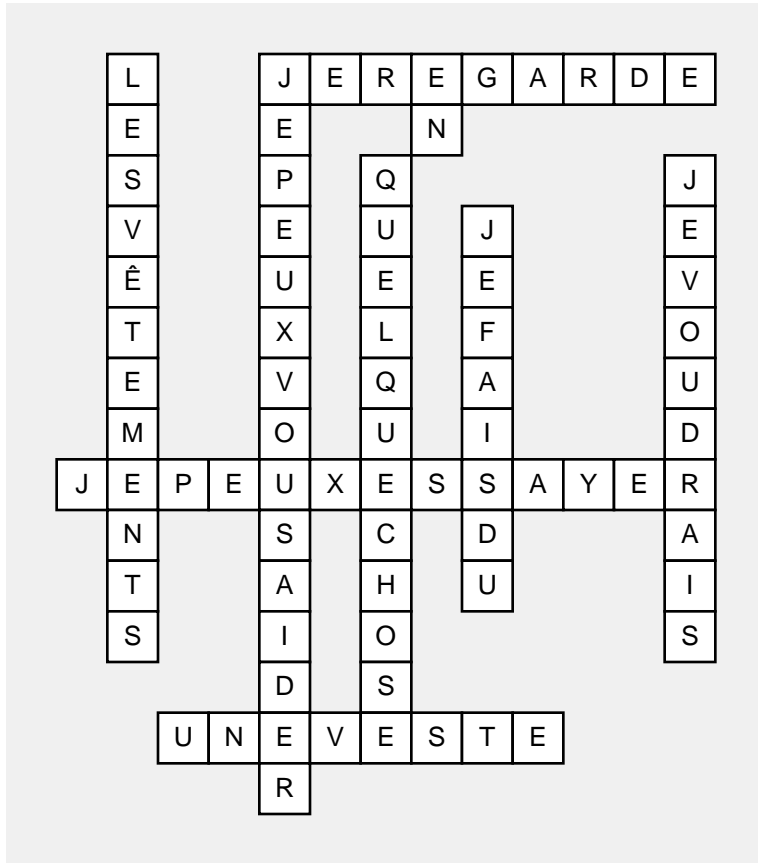 LESVÊTEMENTS
JEPEUXVOUSAIDER
JEREGARDE
EN
QUELQUECHOSE
JEFAISDU
JEVOUDRAIS
JEPEUXESSAYER
UNEVESTE